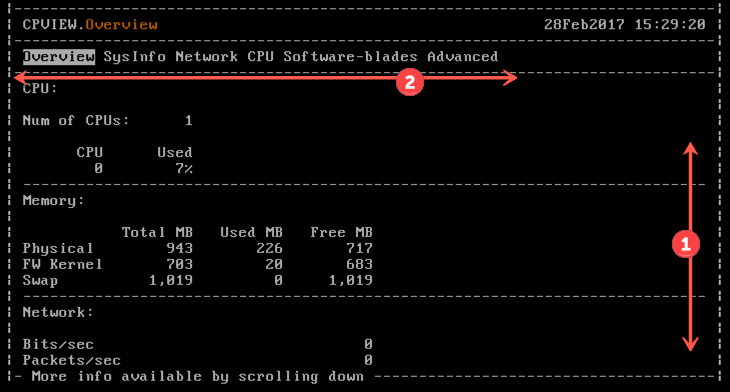 CPVIEW.Overview 28Feb2017 15:29:20
Overview SysInfo Network CPU Software-blades Advanced
2
CPU:
Num of CPUs: 1
CPU Used
0 7%
Memory:
Total MB Used MB Free MB
Physical 943 226 717
FW Kernel 703 20 683
Swap 1,019 0 1,019
1
Network:
Bits/sec 0
Packets/sec 0
- More info available by scrolling down